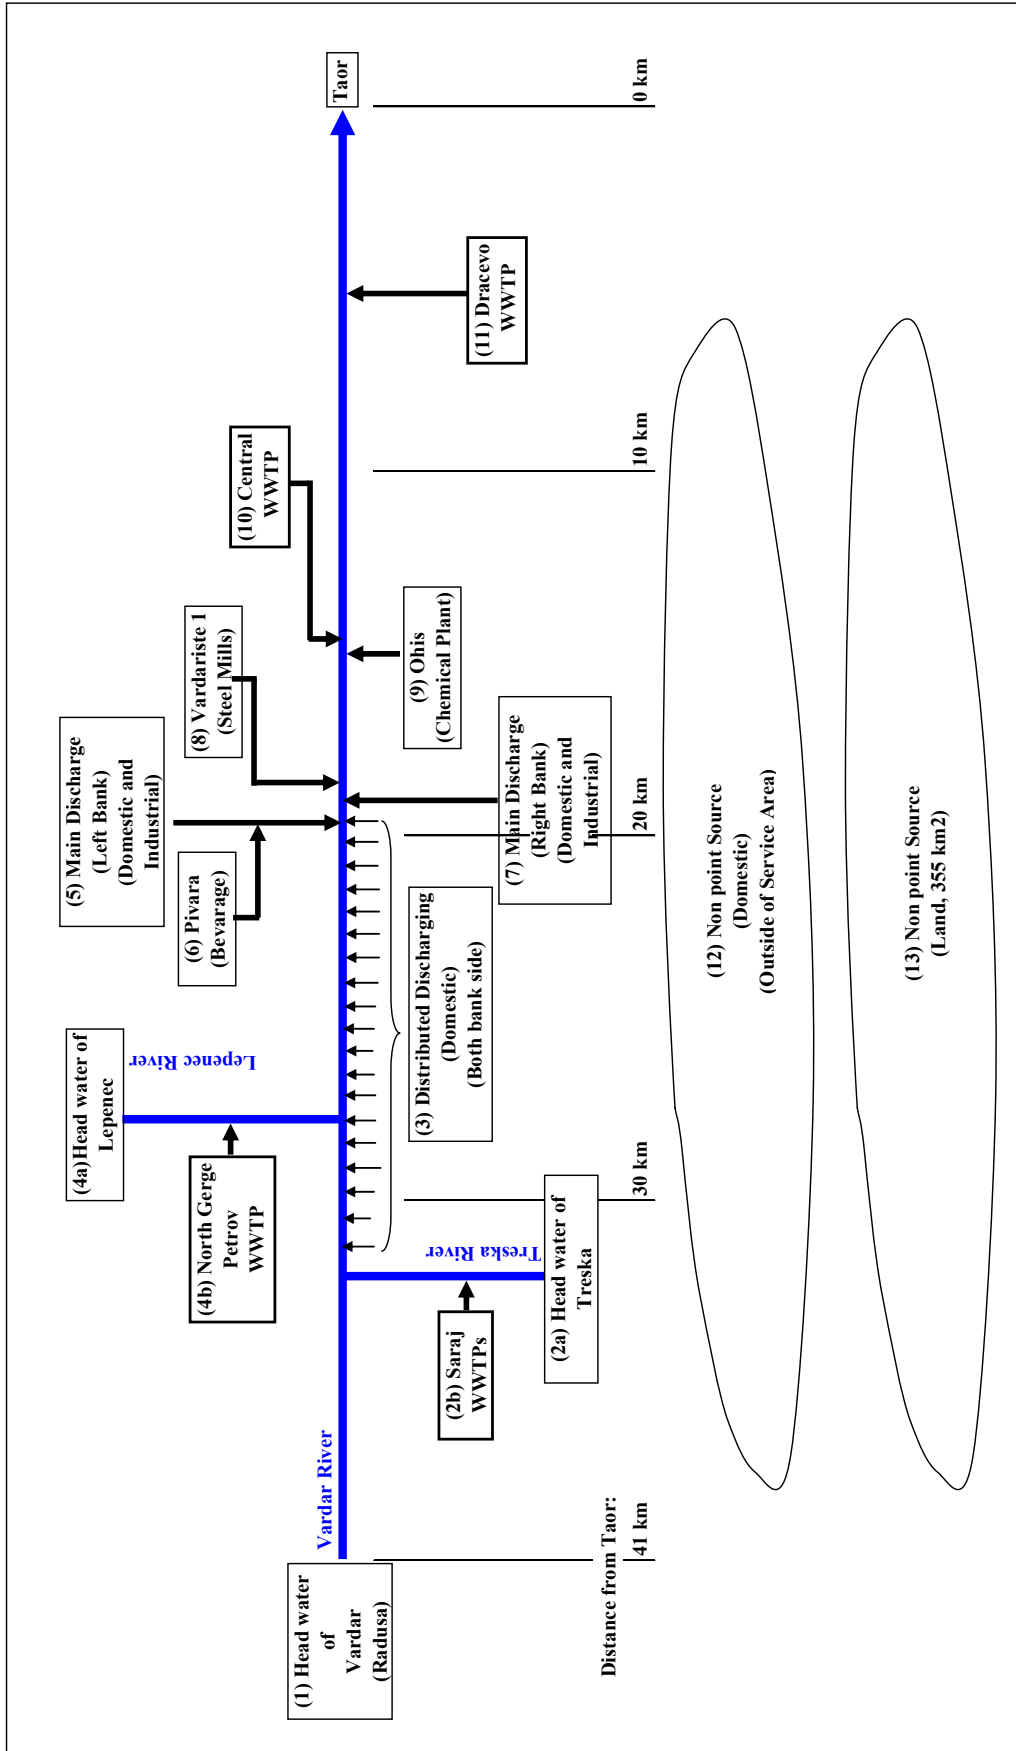 (1) Head water
of
Vardar
(Radusa)
Vardar River
Taor
(4a)Head water of
Lepenec
Lepenec River
(4b) North Gerge
Petrov
WWTP
(5) Main Discharge
(Left Bank)
(Domestic and
Industrial)
(6) Pivara
(Bevarage)
(8) Vardariste 1
(Steel Mills)
(10) Central
WWTP
(2b) Saraj
WWTPs
Treska River
(2a) Head water of
Treska
(3) Distributed Discharging
(Domestic)
(Both bank side)
(7) Main Discharge
(Right Bank)
(Domestic and
Industrial)
(9) Ohis
(Chemical Plant)
(11) Dracevo
WWTP
Distance from Taor:
41 km
30 km
20 km
10 km
0 km
(12) Non point Source
(Domestic)
(Outside of Service Area)
(13) Non point Source
(Land, 355 km2)